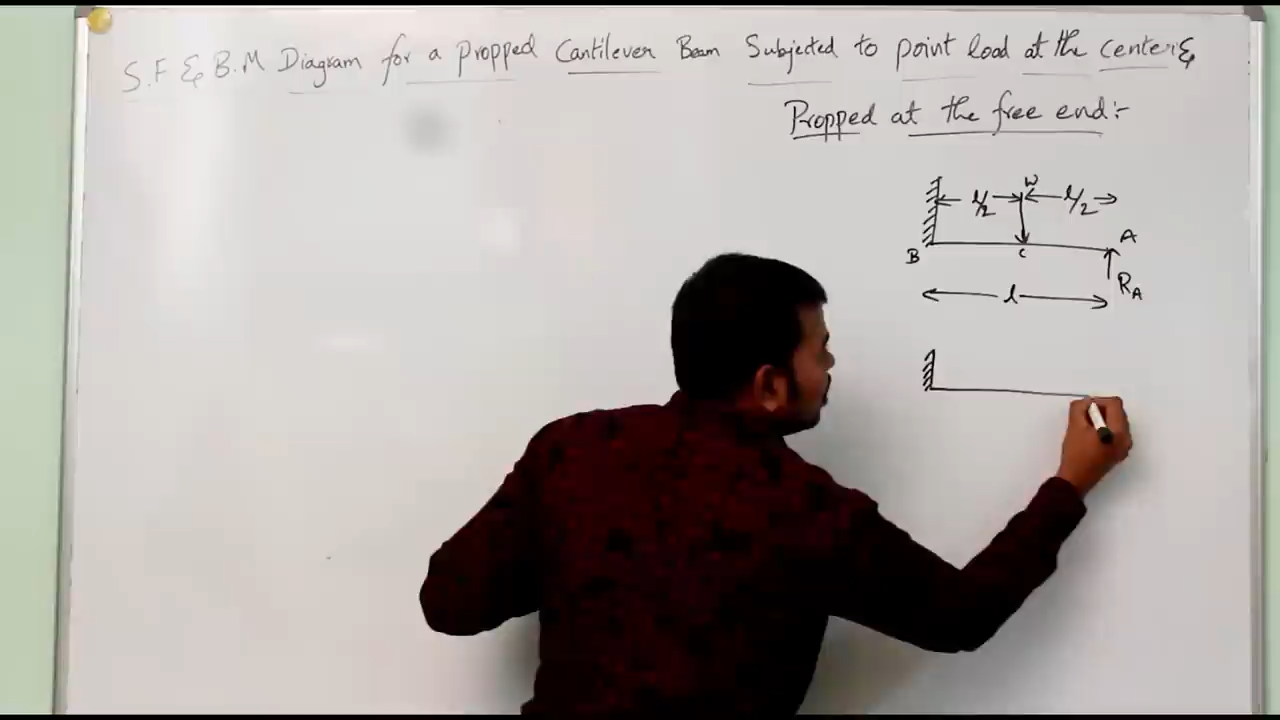 S.F & B.M Diagram for a Propped Cantilever Beam Subjected to point load at the center &
Propped at the free end:-
W
l/2 l/2
B C A
RA
l